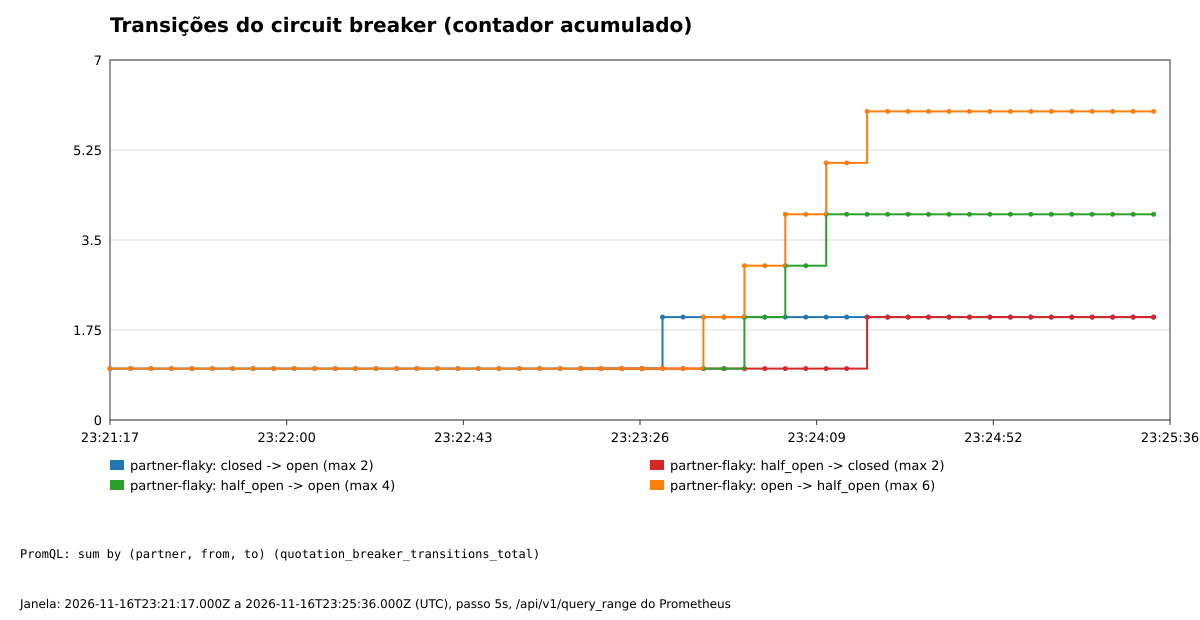 Transições do circuit breaker (contador acumulado)
7
5.25
3.5
1.75
0
23:21:17 23:22:00 23:22:43 23:23:26 23:24:09 23:24:52 23:25:36
partner-flaky: closed -> open (max 2) partner-flaky: half_open -> closed (max 2)
partner-flaky: half_open -> open (max 4) partner-flaky: open -> half_open (max 6)
PromQL: sum by (partner, from, to) (quotation_breaker_transitions_total)
Janela: 2026-11-16T23:21:17.000Z a 2026-11-16T23:25:36.000Z (UTC), passo 5s, /api/v1/query_range do Prometheus